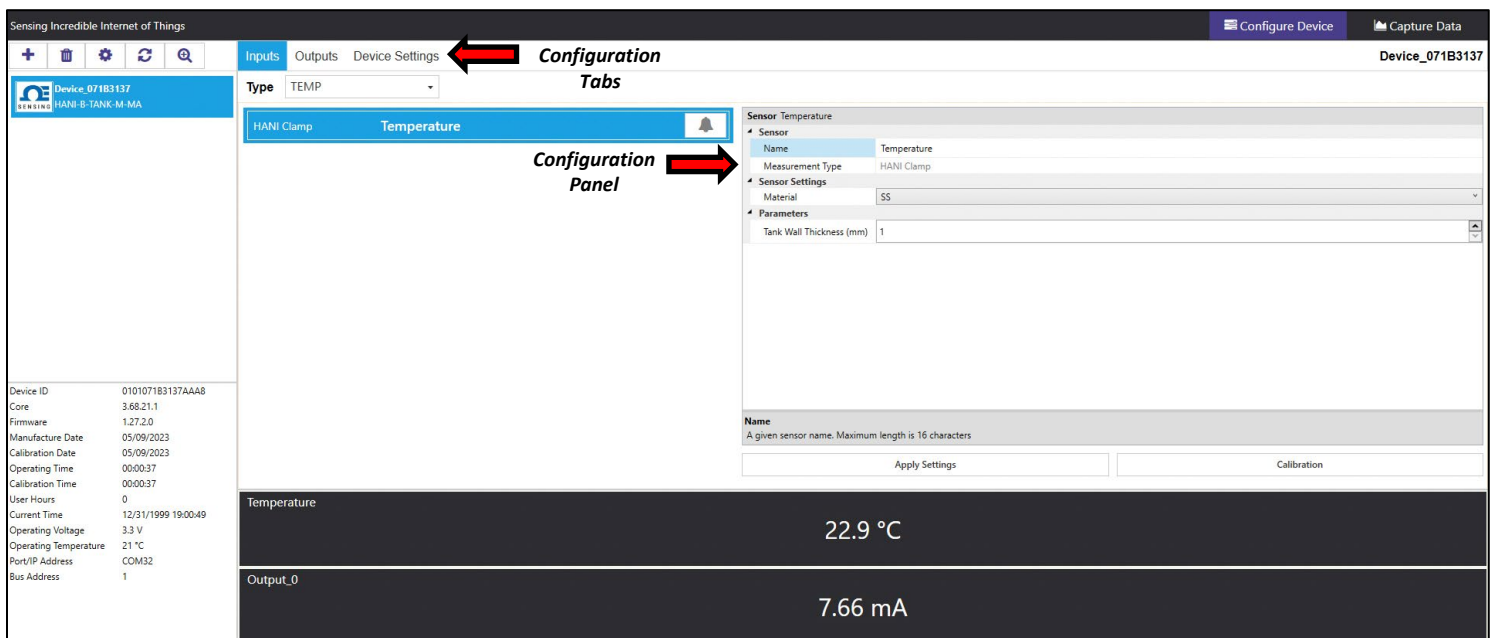 Sensing Incredible Internet of Things
Configure Device
Capture Data
Inputs
Outputs
Device Settings
Configuration
Tabs
Device_071B3137
SENSING
Device_071B3137
HANI-B-TANK-M-MA
Type
TEMP
HANI Clamp
Temperature
Configuration
Panel
Sensor Temperature
Sensor
Name Temperature
Measurement Type HANI Clamp
Sensor Settings
Material SS
Parameters
Tank Wall Thickness (mm) 1
Name
A given sensor name. Maximum length is 16 characters
Apply Settings
Calibration
Device ID 0101071B3137AAA8
Core 3.68.21.1
Firmware 1.27.2.0
Manufacture Date 05/09/2023
Calibration Date 05/09/2023
Operating Time 00:00:37
Calibration Time 00:00:37
User Hours 0
Current Time 12/31/1999 19:00:49
Operating Voltage 3.3 V
Operating Temperature 21 °C
Port/IP Address COM32
Bus Address 1
Temperature
22.9 °C
Output_0
7.66 mA